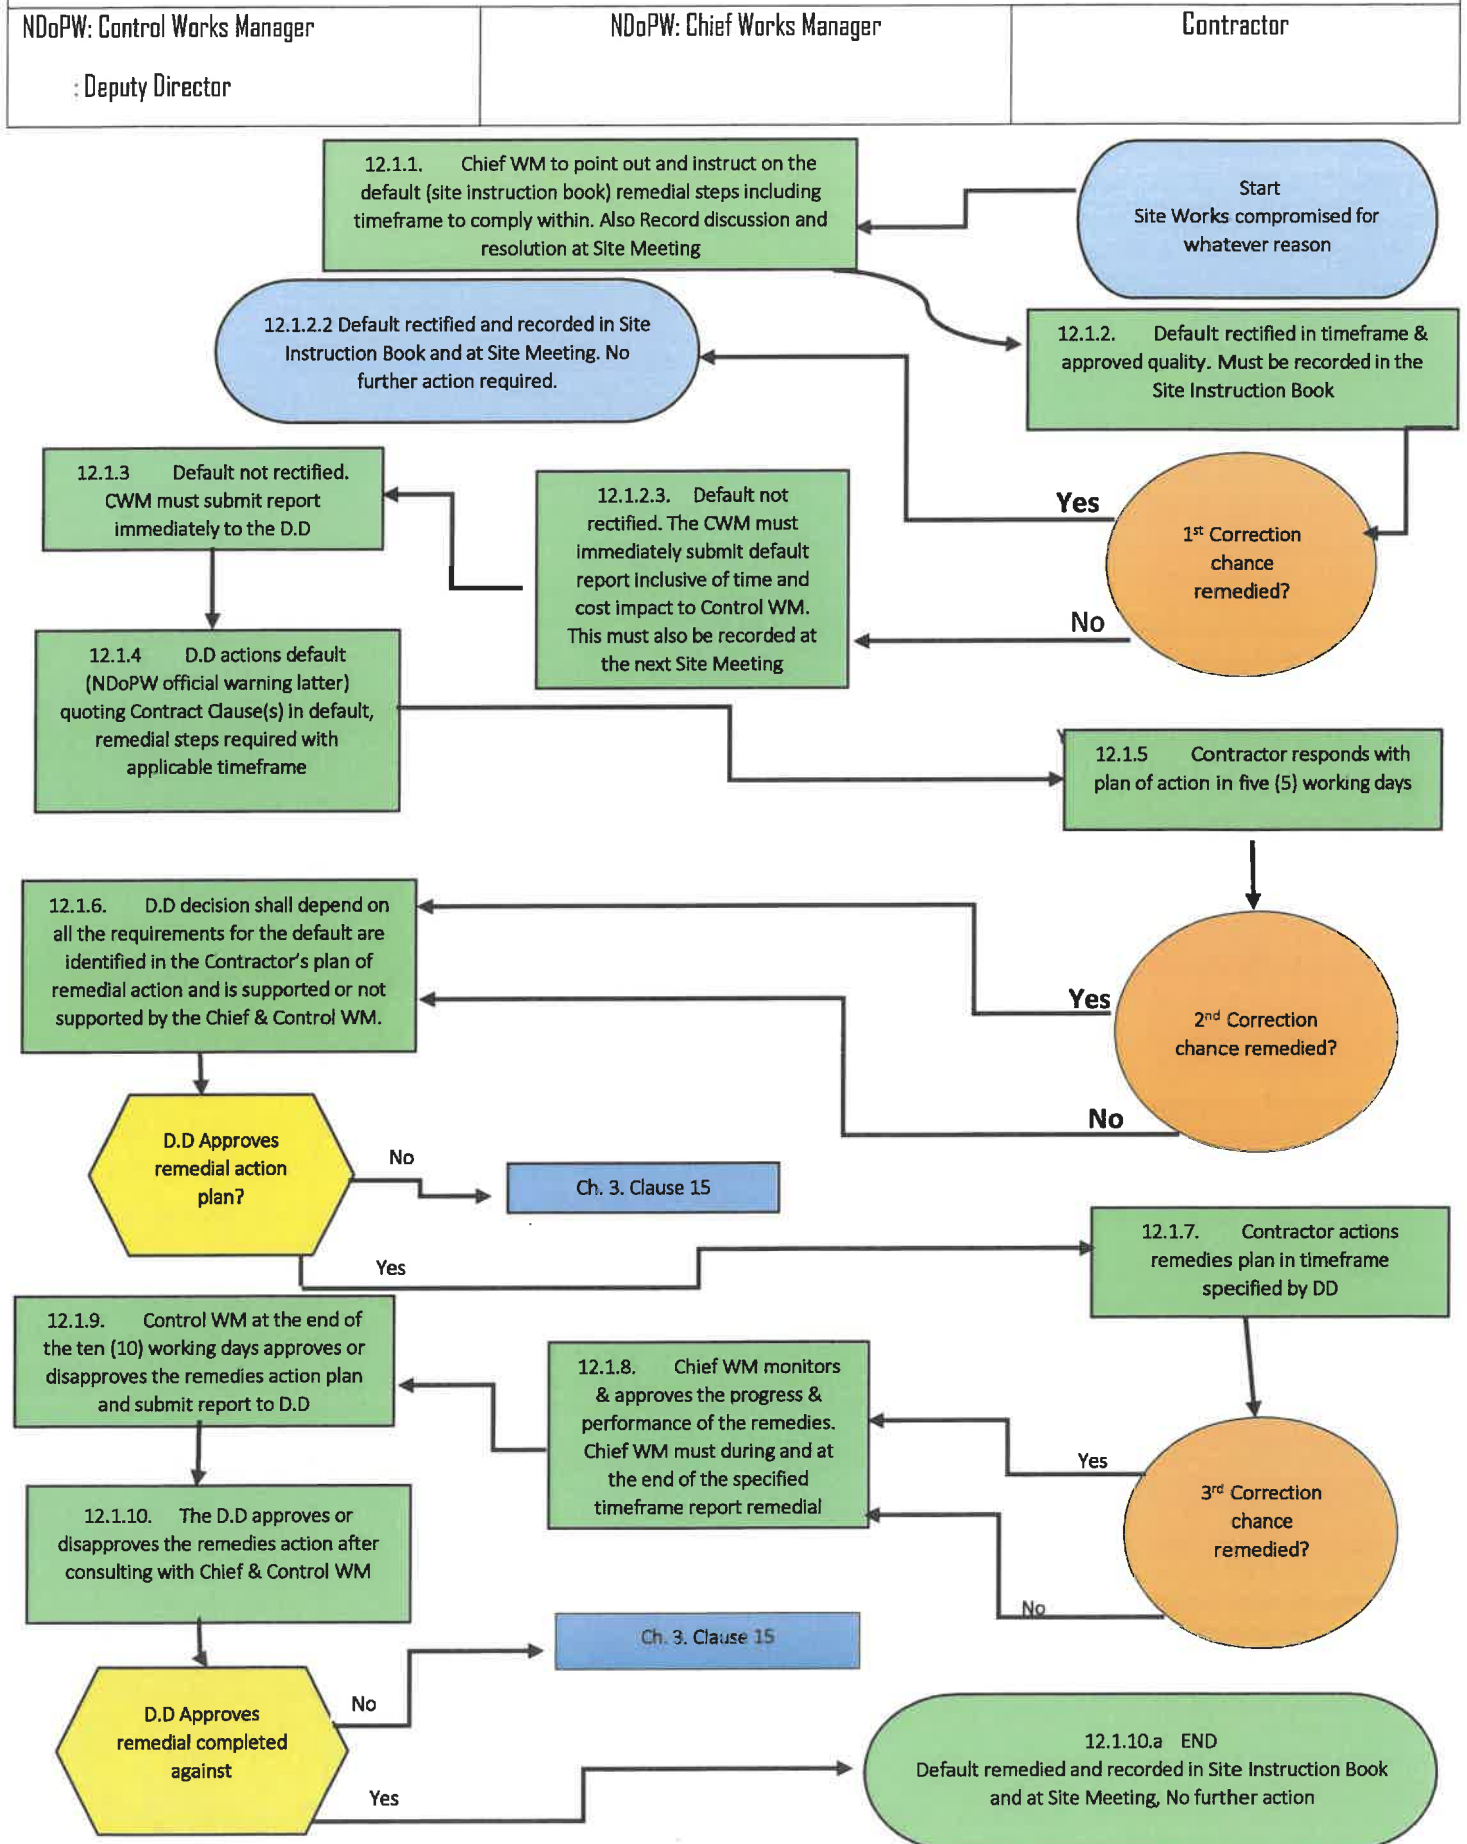 NDoPW: Control Works Manager
: Deputy Director
NDoPW: Chief Works Manager
Contractor
12.1.1. Chief WM to point out and instruct on the
default (site instruction book) remedial steps including
timeframe to comply within. Also Record discussion and
resolution at Site Meeting
Start
Site Works compromised for
whatever reason
12.1.2.2 Default rectified and recorded in Site
Instruction Book and at Site Meeting. No
further action required.
12.1.2. Default rectified in timeframe &
approved quality. Must be recorded in the
Site Instruction Book
12.1.3 Default not rectified.
CWM must submit report
immediately to the D.D
12.1.2.3. Default not
rectified. The CWM must
immediately submit default
report inclusive of time and
cost impact to Control WM.
This must also be recorded at
the next Site Meeting
Yes
1st Correction
chance
remedied?
No
12.1.4 D.D actions default
(NDoPW official warning latter)
quoting Contract Clause(s) in default,
remedial steps required with
applicable timeframe
Y
12.1.5 Contractor responds with
plan of action in five (5) working days
12.1.6. D.D decision shall depend on
all the requirements for the default are
identified in the Contractor's plan of
remedial action and is supported or not
supported by the Chief & Control WM.
Yes
2nd Correction
chance remedied?
No
D.D Approves
remedial action
plan?
No
Ch. 3. Clause 15
Yes
12.1.7. Contractor actions
remedies plan in timeframe
specified by DD
12.1.9. Control WM at the end of
the ten (10) working days approves or
disapproves the remedies action plan
and submit report to D.D
12.1.8. Chief WM monitors
& approves the progress &
performance of the remedies.
Chief WM must during and at
the end of the specified
timeframe report remedial
Yes
3rd Correction
chance
remedied?
No
12.1.10. The D.D approves or
disapproves the remedies action after
consulting with Chief & Control WM
Ch. 3. Clause 15
D.D Approves
remedial completed
against
No
Yes
12.1.10.a END
Default remedied and recorded in Site Instruction Book
and at Site Meeting, No further action